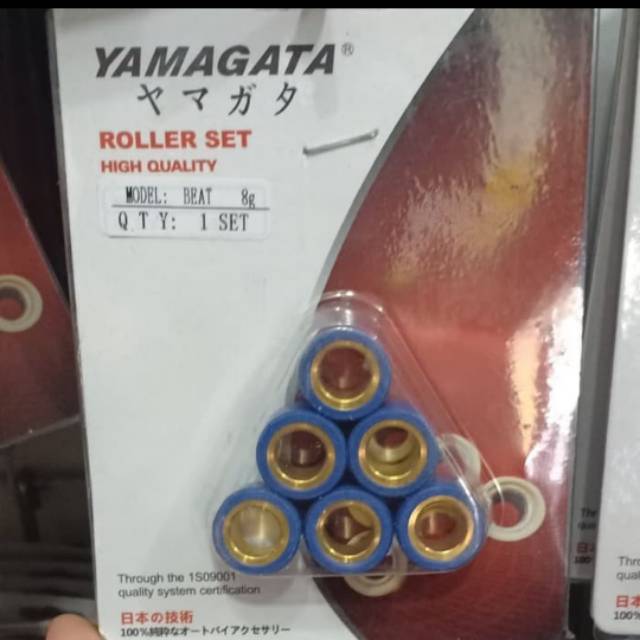 YAMAGATA®
ヤマガタ
ROLLER SET
HIGH QUALITY
MODEL: BEAT 8g
QTY: 1 SET
Through the 1S09001
quality system certification
日本の技術
100%純粋なオートバイアクセサリー